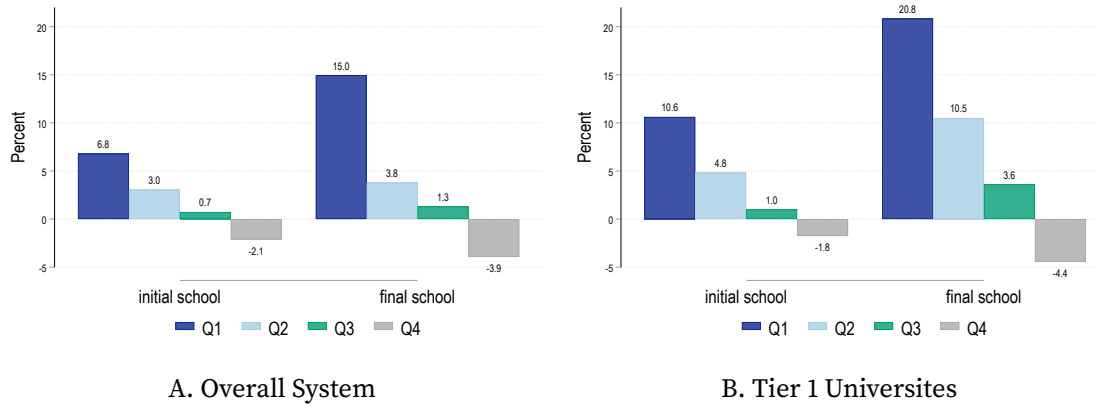 20
15
10
5
0
-5
Percent
6.8
3.0
0.7
-2.1
15.0
3.8
1.3
-3.9
initial school
final school
Q1 Q2 Q3 Q4
A. Overall System
20
15
10
5
0
-5
Percent
10.6
4.8
1.0
-1.8
20.8
10.5
3.6
-4.4
initial school
final school
Q1 Q2 Q3 Q4
B. Tier 1 Universites